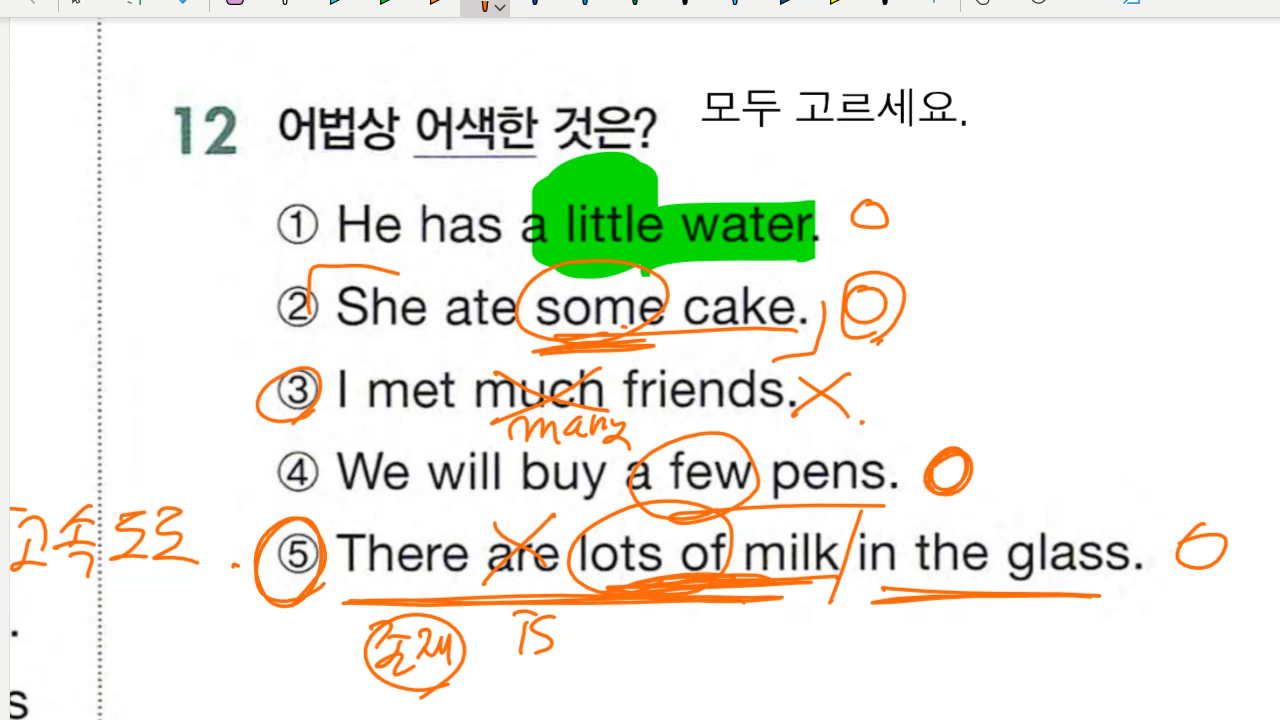 12 어법상 어색한 것은? 모두 고르세요.
① He has a little water.
② She ate some cake.
③ I met much friends.
many
④ We will buy a few pens.
고속도로.
⑤ There are lots of milk in the glass.
존재 is
s